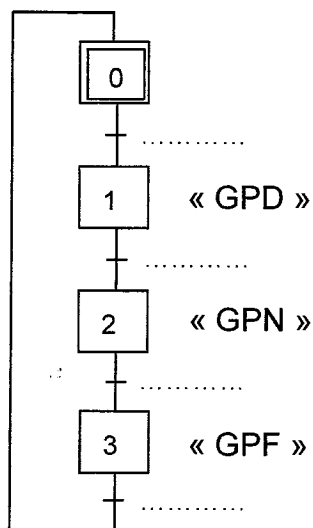 0
...........
1 « GPD »
...........
2 « GPN »
...........
3 « GPF »
...........